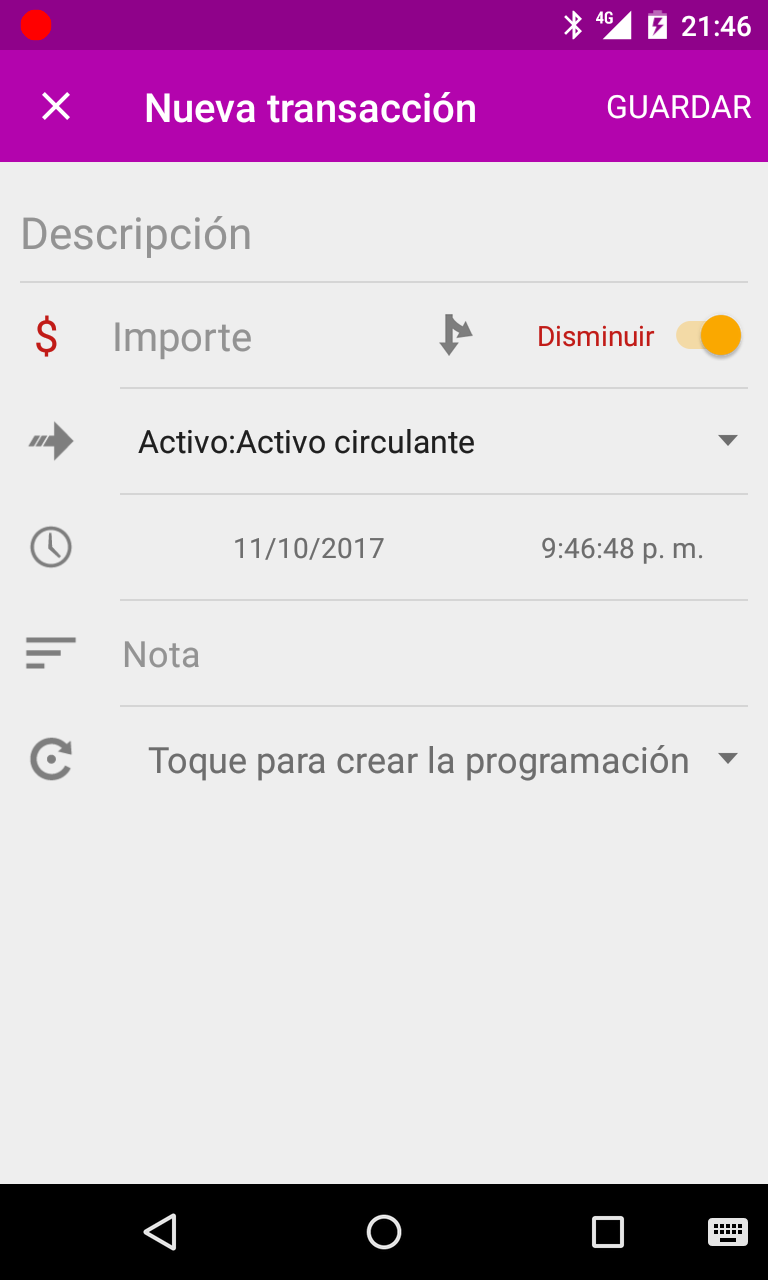 4G 21:46
Nueva transacción GUARDAR
Descripción
$ Importe Disminuir
Activo:Activo circulante
11/10/2017 9:46:48 p. m.
Nota
Toque para crear la programación